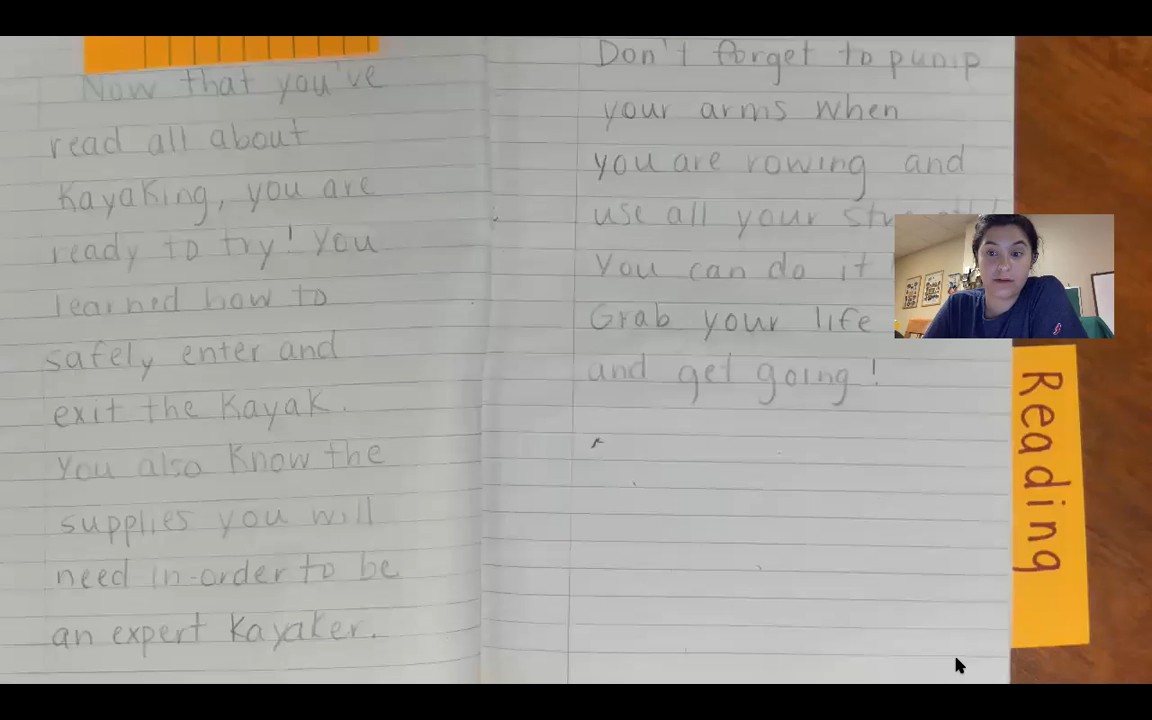 Now that you've
read all about
Kayaking, you are
ready to try! You
learned how to
safely enter and
exit the Kayak.
You also Know the
supplies you will
need in order to be
an expert Kayaker.
Don't forget to pump
your arms when
you are rowing and
use all your
You can do it
Grab your life
and get going!
Reading